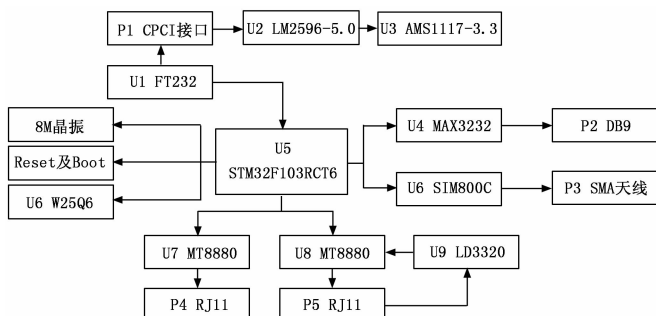 P1 CPCI接口
U2 LM2596-5.0
U3 AMS1117-3.3
U1 FT232
8M晶振
Reset及Boot
U6 W25Q6
U5
STM32F103RCT6
U4 MAX3232
P2 DB9
U6 SIM800C
P3 SMA天线
U7 MT8880
U8 MT8880
U9 LD3320
P4 RJ11
P5 RJ11